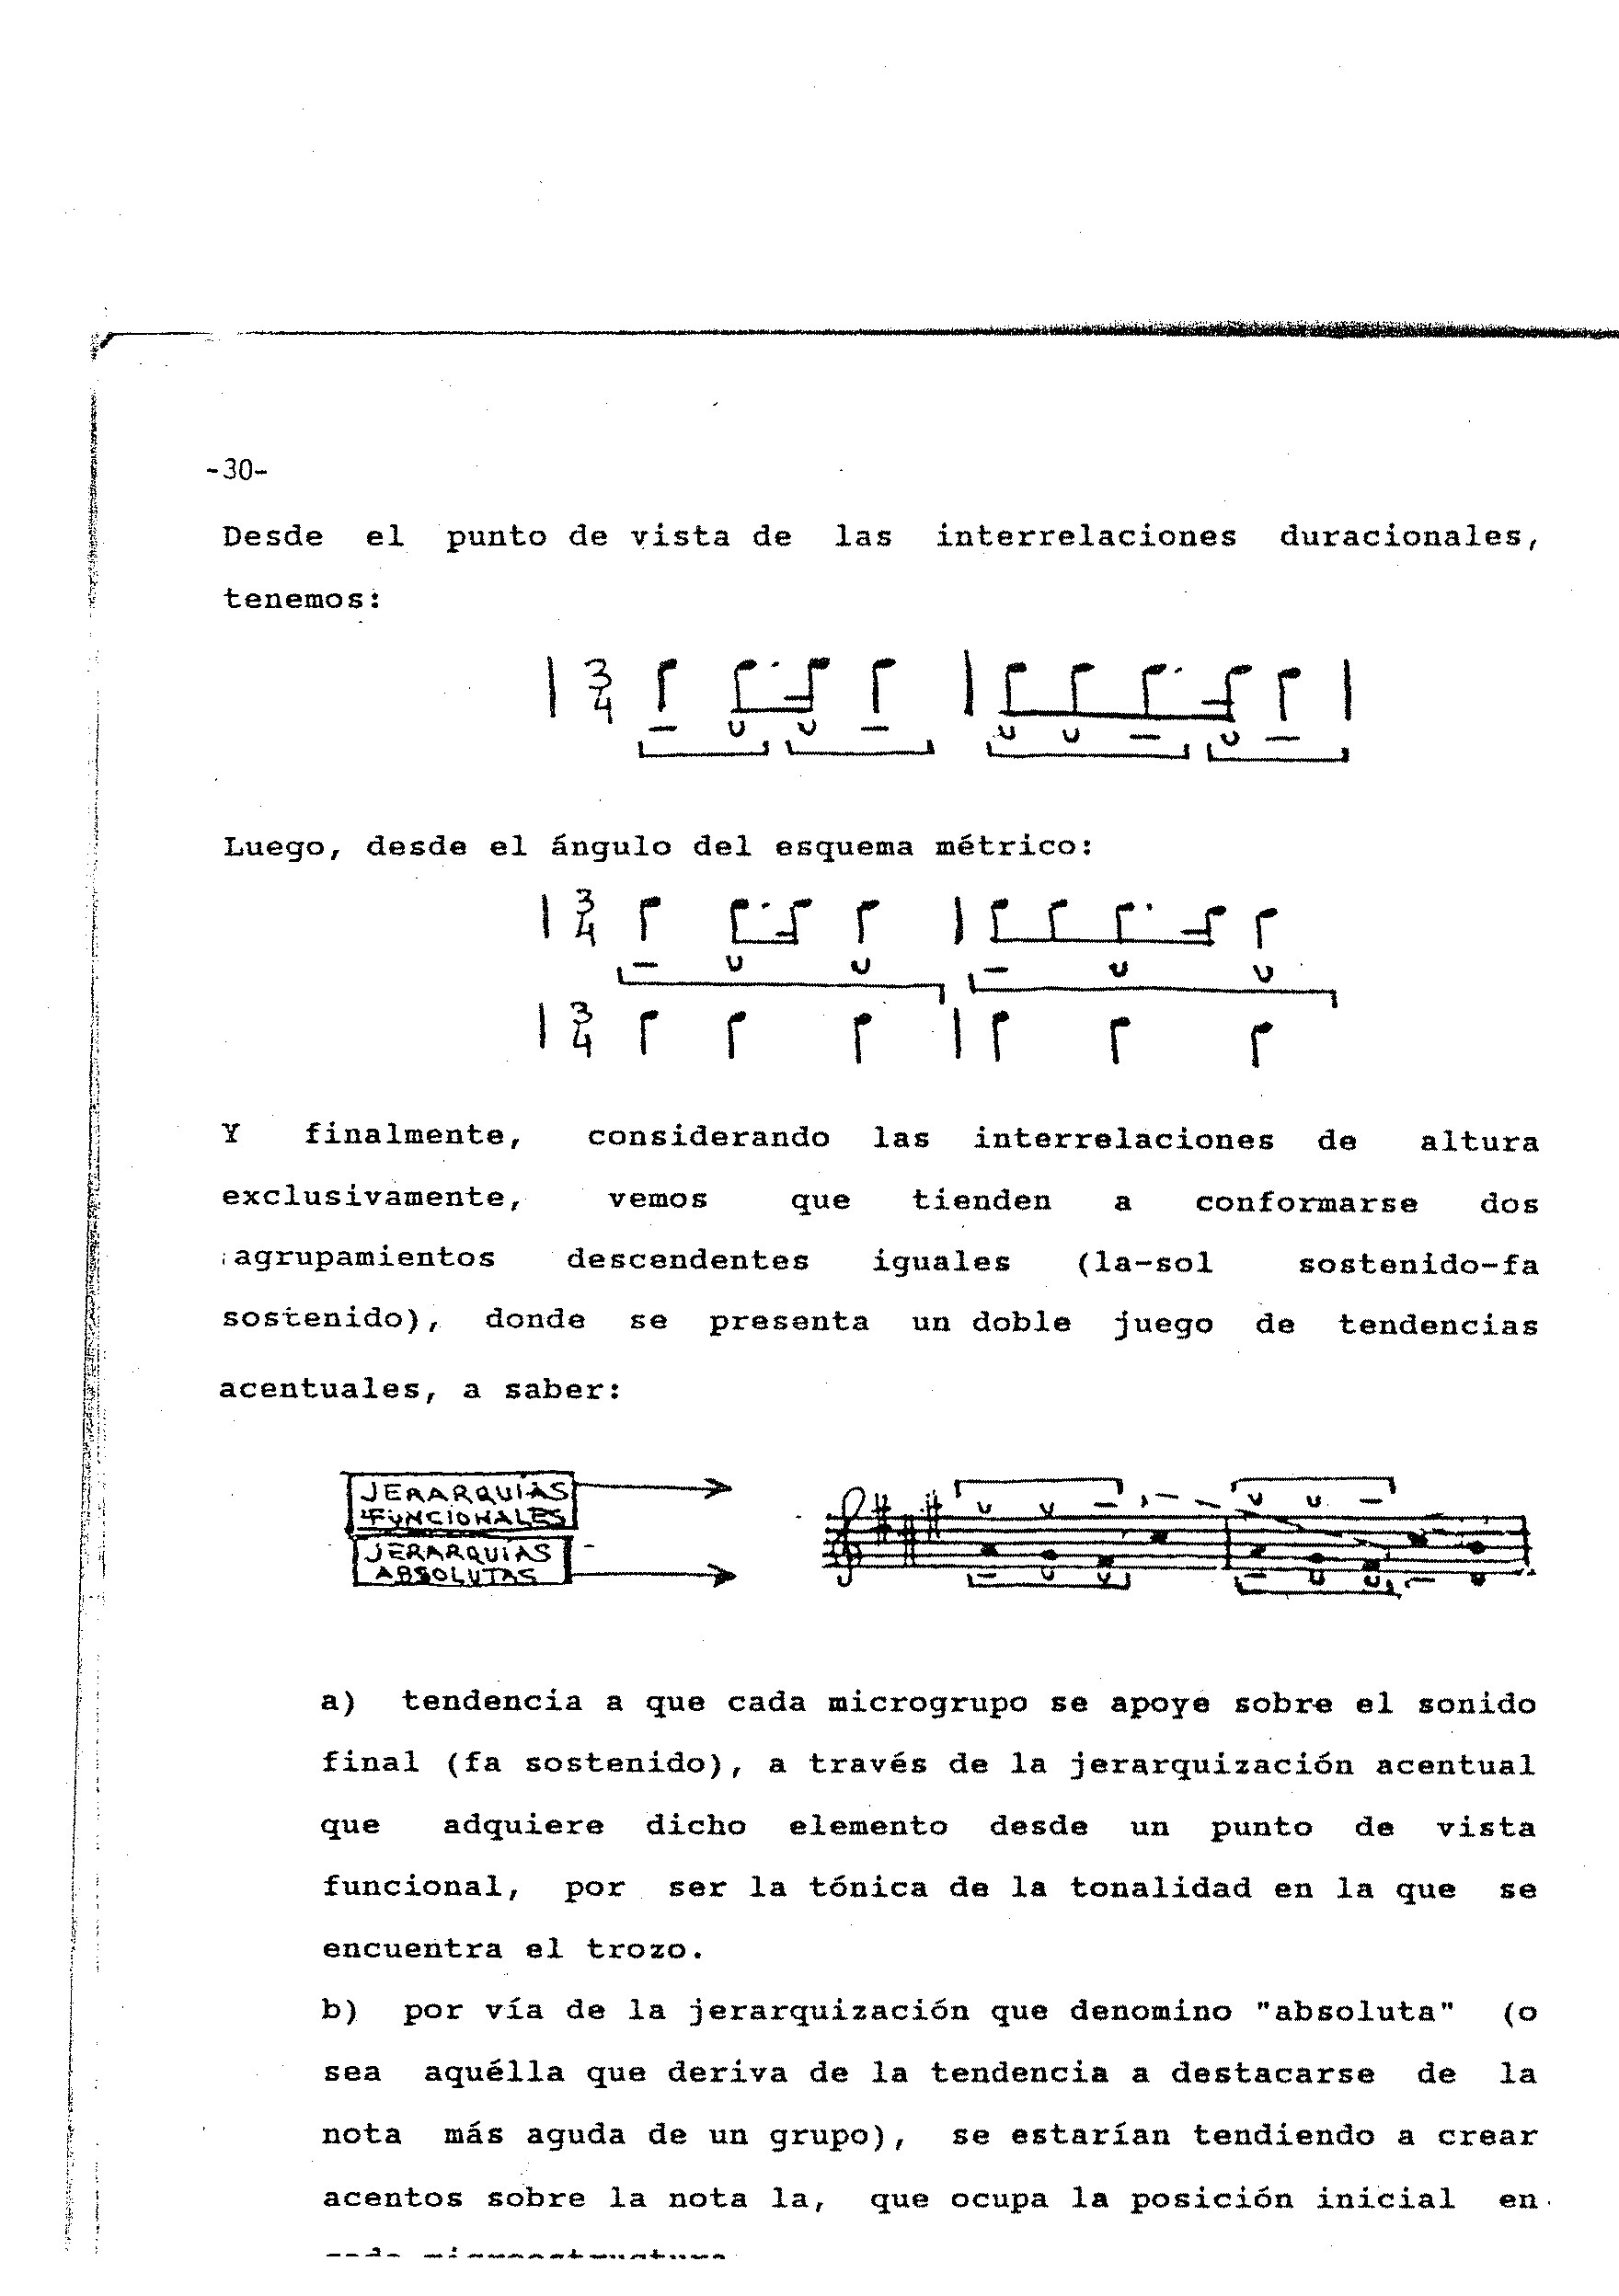 -30-
Desde el punto de vista de las interrelaciones duracionales,
tenemos:
3
4
Luego, desde el ángulo del esquema métrico:
3
4
3
4
Y finalmente, considerando las interrelaciones de altura
exclusivamente, vemos que tienden a conformarse dos
agrupamientos descendentes iguales (la-sol sostenido-fa
sostenido), donde se presenta un doble juego de tendencias
acentuales, a saber:
JERARQUÍAS
FUNCIONALES
JERARQUÍAS
ABSOLUTAS
a) tendencia a que cada microgrupo se apoye sobre el sonido
final (fa sostenido), a través de la jerarquización acentual
que adquiere dicho elemento desde un punto de vista
funcional, por ser la tónica de la tonalidad en la que se
encuentra el trozo.
b) por vía de la jerarquización que denomino "absoluta" (o
sea aquélla que deriva de la tendencia a destacarse de la
nota más aguda de un grupo), se estarían tendiendo a crear
acentos sobre la nota la, que ocupa la posición inicial en